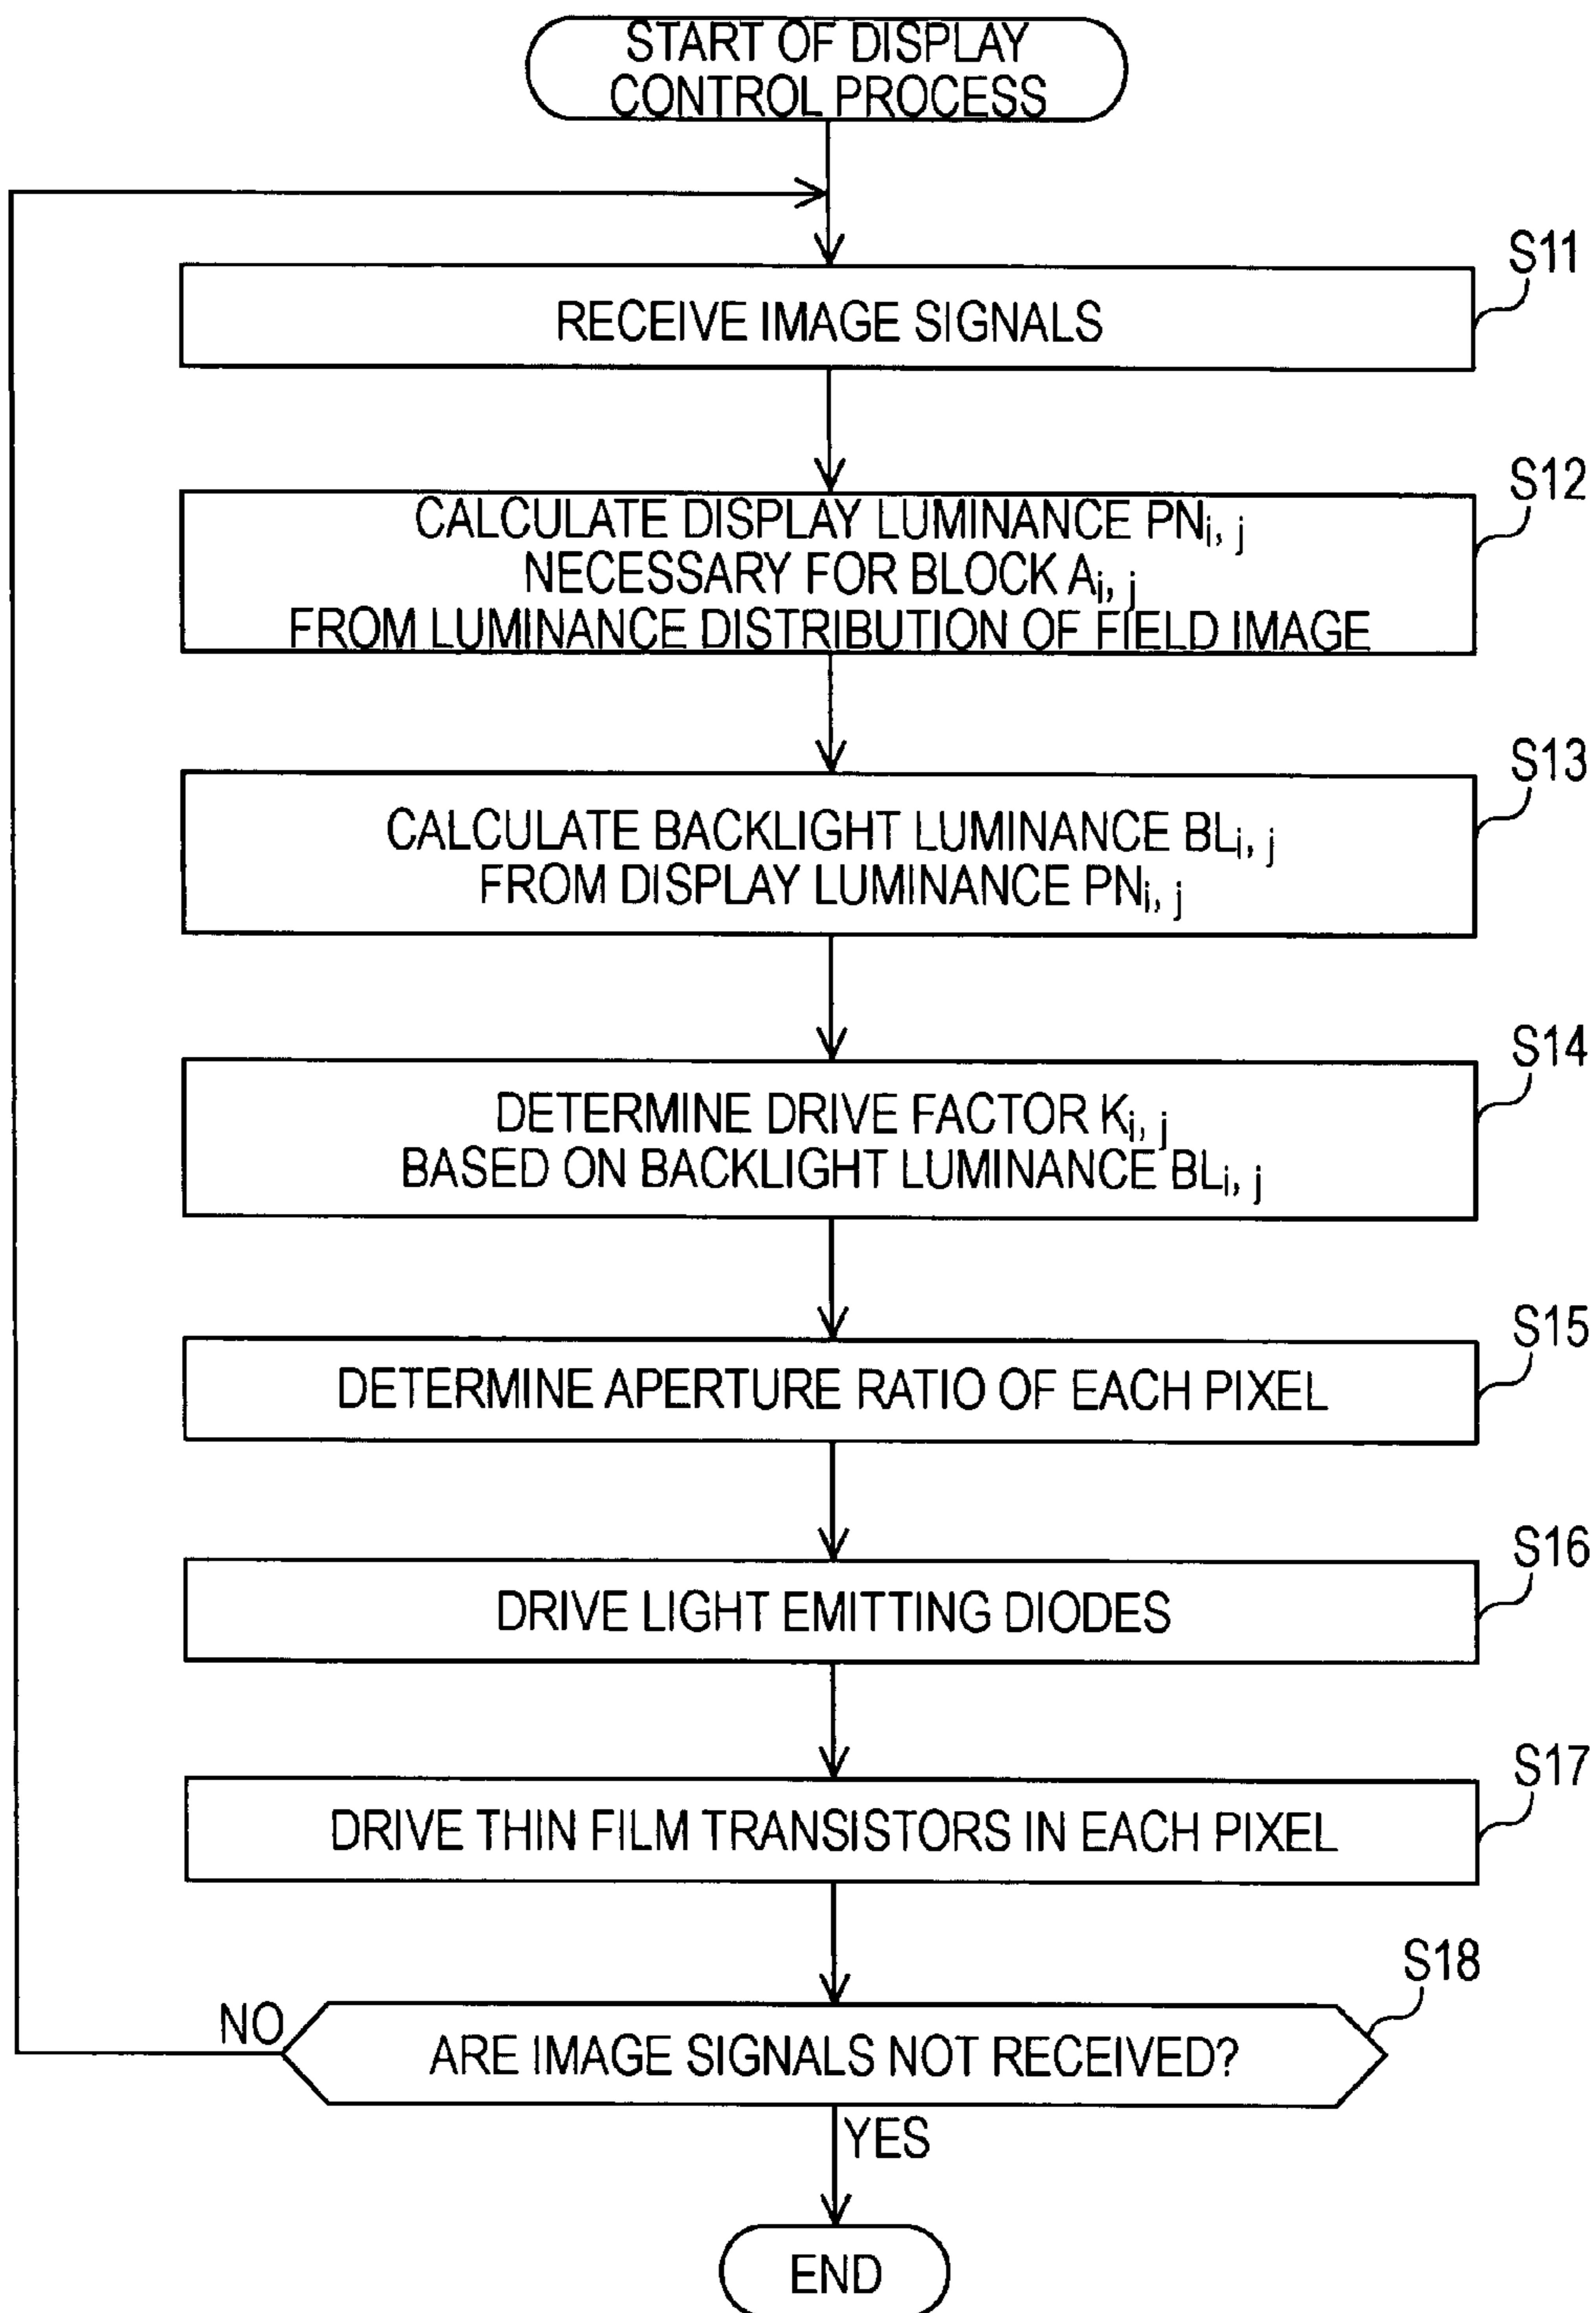 START OF DISPLAY
CONTROL PROCESS
S11
RECEIVE IMAGE SIGNALS
S12
CALCULATE DISPLAY LUMINANCE PNi, j
NECESSARY FOR BLOCK Ai, j
FROM LUMINANCE DISTRIBUTION OF FIELD IMAGE
S13
CALCULATE BACKLIGHT LUMINANCE BLi, j
FROM DISPLAY LUMINANCE PNi, j
S14
DETERMINE DRIVE FACTOR Ki, j
BASED ON BACKLIGHT LUMINANCE BLi, j
S15
DETERMINE APERTURE RATIO OF EACH PIXEL
S16
DRIVE LIGHT EMITTING DIODES
S17
DRIVE THIN FILM TRANSISTORS IN EACH PIXEL
S18
NO
ARE IMAGE SIGNALS NOT RECEIVED?
YES
END